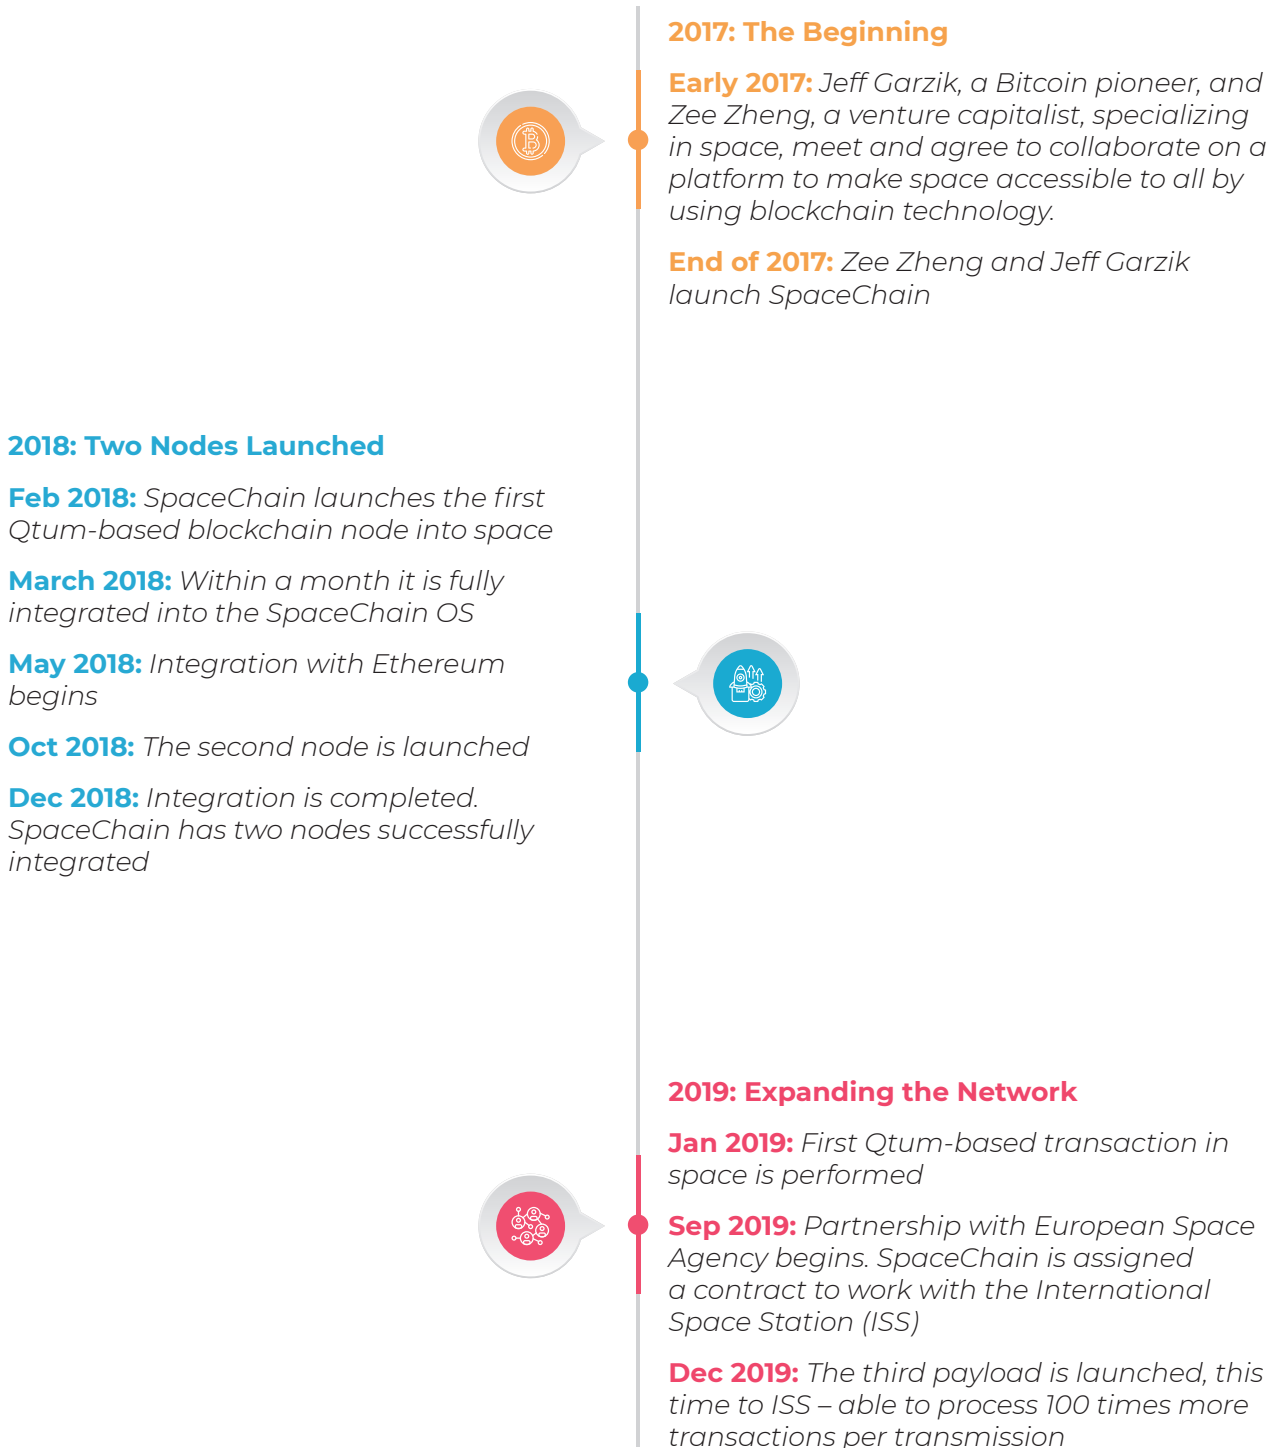 2017: The Beginning
Early 2017: Jeff Garzik, a Bitcoin pioneer, and
Zee Zheng, a venture capitalist, specializing
in space, meet and agree to collaborate on a
platform to make space accessible to all by
using blockchain technology.
End of 2017: Zee Zheng and Jeff Garzik
launch SpaceChain
2018: Two Nodes Launched
Feb 2018: SpaceChain launches the first
Qtum-based blockchain node into space
March 2018: Within a month it is fully
integrated into the SpaceChain OS
May 2018: Integration with Ethereum
begins
Oct 2018: The second node is launched
Dec 2018: Integration is completed.
SpaceChain has two nodes successfully
integrated
2019: Expanding the Network
Jan 2019: First Qtum-based transaction in
space is performed
Sep 2019: Partnership with European Space
Agency begins. SpaceChain is assigned
a contract to work with the International
Space Station (ISS)
Dec 2019: The third payload is launched, this
time to ISS – able to process 100 times more
transactions per transmission